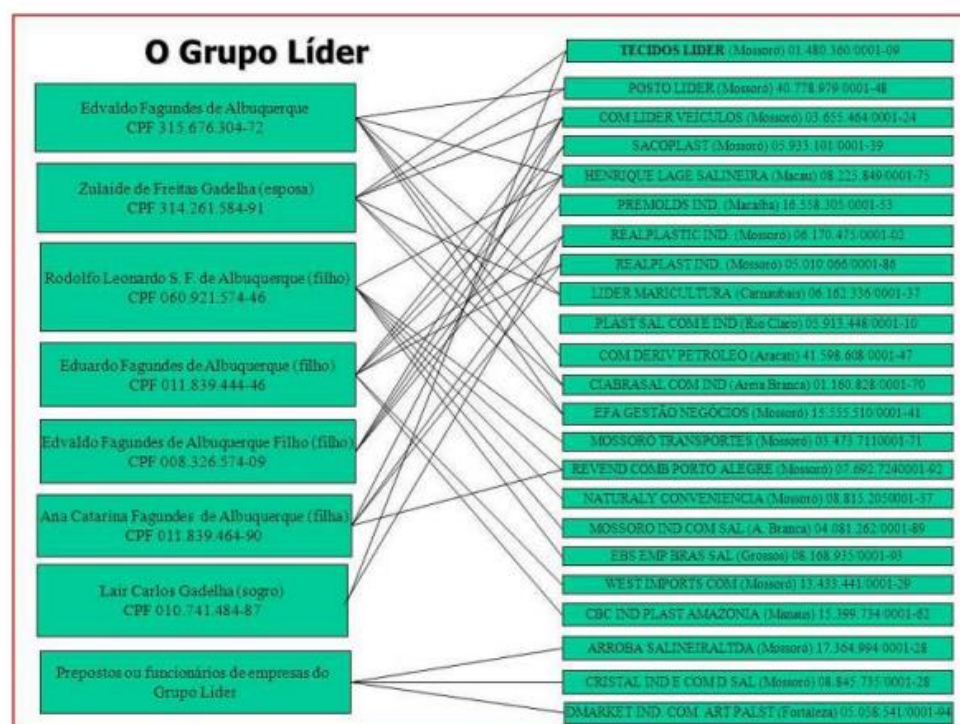 O Grupo Líder
Edvaldo Fagundes de Albuquerque
CPF 315.676.304-72
Zulaide de Freitas Gadelha (esposa)
CPF 314.261.584-91
Rodolfo Leonardo S. F. de Albuquerque (filho)
CPF 060.921.574-46
Eduardo Fagundes de Albuquerque (filho)
CPF 011.839.444-46
Edvaldo Fagundes de Albuquerque Filho (filho)
CPF 008.326.574-09
Ana Catarina Fagundes de Albuquerque (filha)
CPF 011.839.464-90
Lair Carlos Gadelha (sogro)
CPF 010.741.484-87
Prepostos ou funcionários de empresas do
Grupo Líder
TECIDOS LIDER (Mossoró) 01.480.360/0001-09
POSTO LIDER (Mossoró) 40.778.979/0001-48
COM LIDER VEÍCULOS (Mossoró) 03.655.464/0001-24
SACOPLAST (Mossoró) 05.933.101/0001-39
HENRIQUE LAGE SALINEIRA (Macau) 08.225.849/0001-75
PREMOLDS IND. (Macaíba) 16.558.305/0001-53
REALPLASTIC IND. (Mossoró) 06.170.475/0001-02
REALPLAST IND. (Mossoró) 05.010.066/0001-86
LIDER MARICULTURA (Carnaubais) 06.162.336/0001-37
PLAST SAL COM E IND (Rio Claro) 05.913.448/0001-10
COM DERIV PETROLEO (Aracati) 41.598.608/0001-47
CIABRASAL COM IND (Areia Branca) 01.160.828/0001-70
EFA GESTÃO NEGÓCIOS (Mossoró) 15.555.510/0001-41
MOSSORÓ TRANSPORTES (Mossoró) 03.473.7110001-71
REVEND COMB PORTO ALEGRE (Mossoró) 07.692.7240001-92
NATURALY CONVENIENCIA (Mossoró) 08.815.2050001-37
MOSSORO IND COM SAL (A. Branca) 04.081.262/0001-89
EBS EMP BRAS SAL (Grossos) 08.168.935/0001-93
WEST IMPORTS COM (Mossoró) 13.433.441/0001-29
CBC IND PLAST AMAZONIA (Manaus) 15.399.734/0001-62
ARROBA SALINEIRA LTDA (Mossoró) 17.364.994/0001-28
CRISTAL IND E COM D SAL (Mossoró) 08.845.735/0001-28
DMARKET IND. COM. ART PALST (Fortaleza) 05.058.541/0001-94